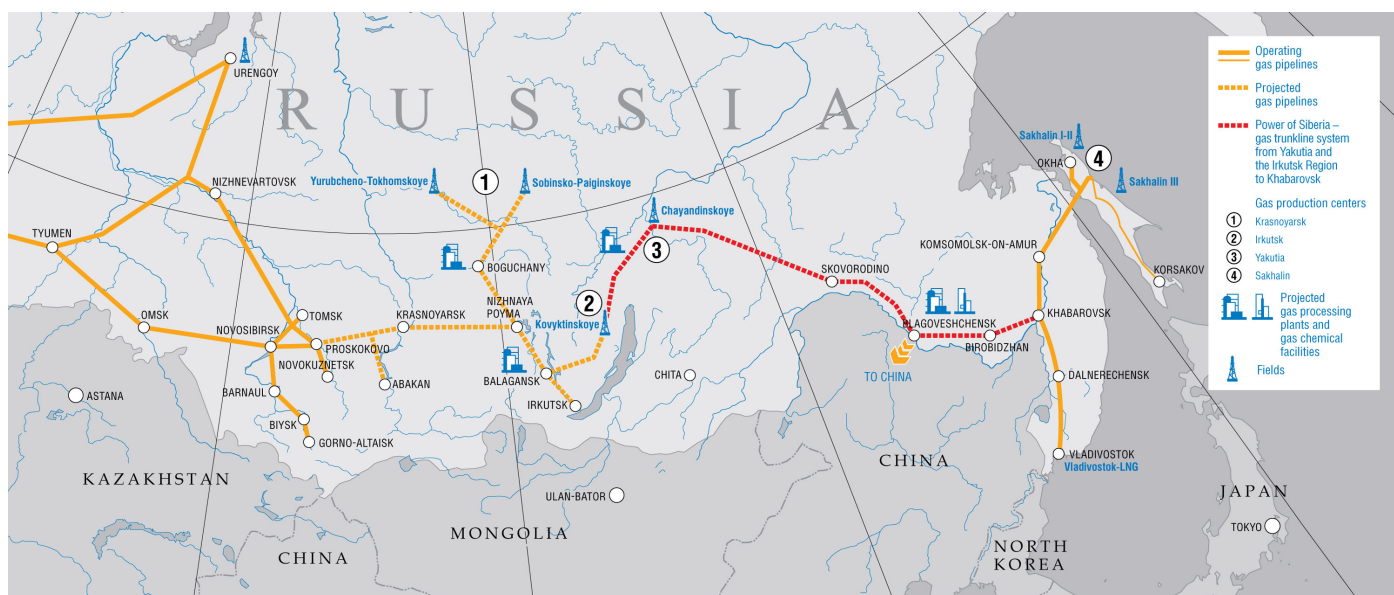 RUSSIA
URENGOY
NIZHNEVARTOVSK
TYUMEN
OMSK
NOVOSIBIRSK
TOMSK
PROSKOKOVO
NOVOKUZNETSK
BARNAUL
BIYSK
GORNO-ALTAISK
ASTANA
KAZAKHSTAN
CHINA
Yurubcheno-Tokhomskoye
1
Sobinsko-Paiginskoye
BOGUCHANY
KRASNOYARSK
NIZHNAYA
POYMA
ABAKAN
BALAGANSK
IRKUTSK
2
Kovyktinskoye
Chayandinskoye
3
CHITA
ULAN-BATOR
MONGOLIA
SKOVORODINO
BLAGOVESHCHENSK
BIROBIDZHAN
TO CHINA
CHINA
Sakhalin I-II
OKHA
4
Sakhalin III
KOMSOMOLSK-ON-AMUR
KORSAKOV
KHABAROVSK
DALNERECHENSK
VLADIVOSTOK
Vladivostok-LNG
NORTH
KOREA
JAPAN
TOKYO
Operating
gas pipelines
Projected
gas pipelines
Power of Siberia –
gas trunkline system
from Yakutia and
the Irkutsk Region
to Khabarovsk
Gas production centers
1 Krasnoyarsk
2 Irkutsk
3 Yakutia
4 Sakhalin
Projected
gas processing
plants and
gas chemical
facilities
Fields